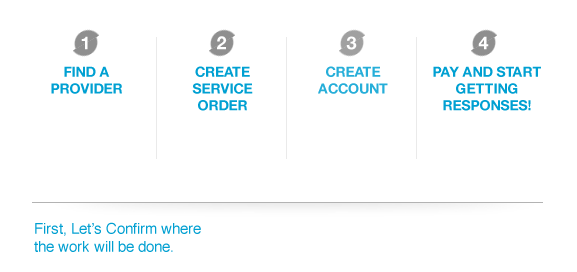 1
FIND A
PROVIDER
2
CREATE
SERVICE
ORDER
3
CREATE
ACCOUNT
4
PAY AND START
GETTING
RESPONSES!
First, Let's Confirm where
the work will be done.